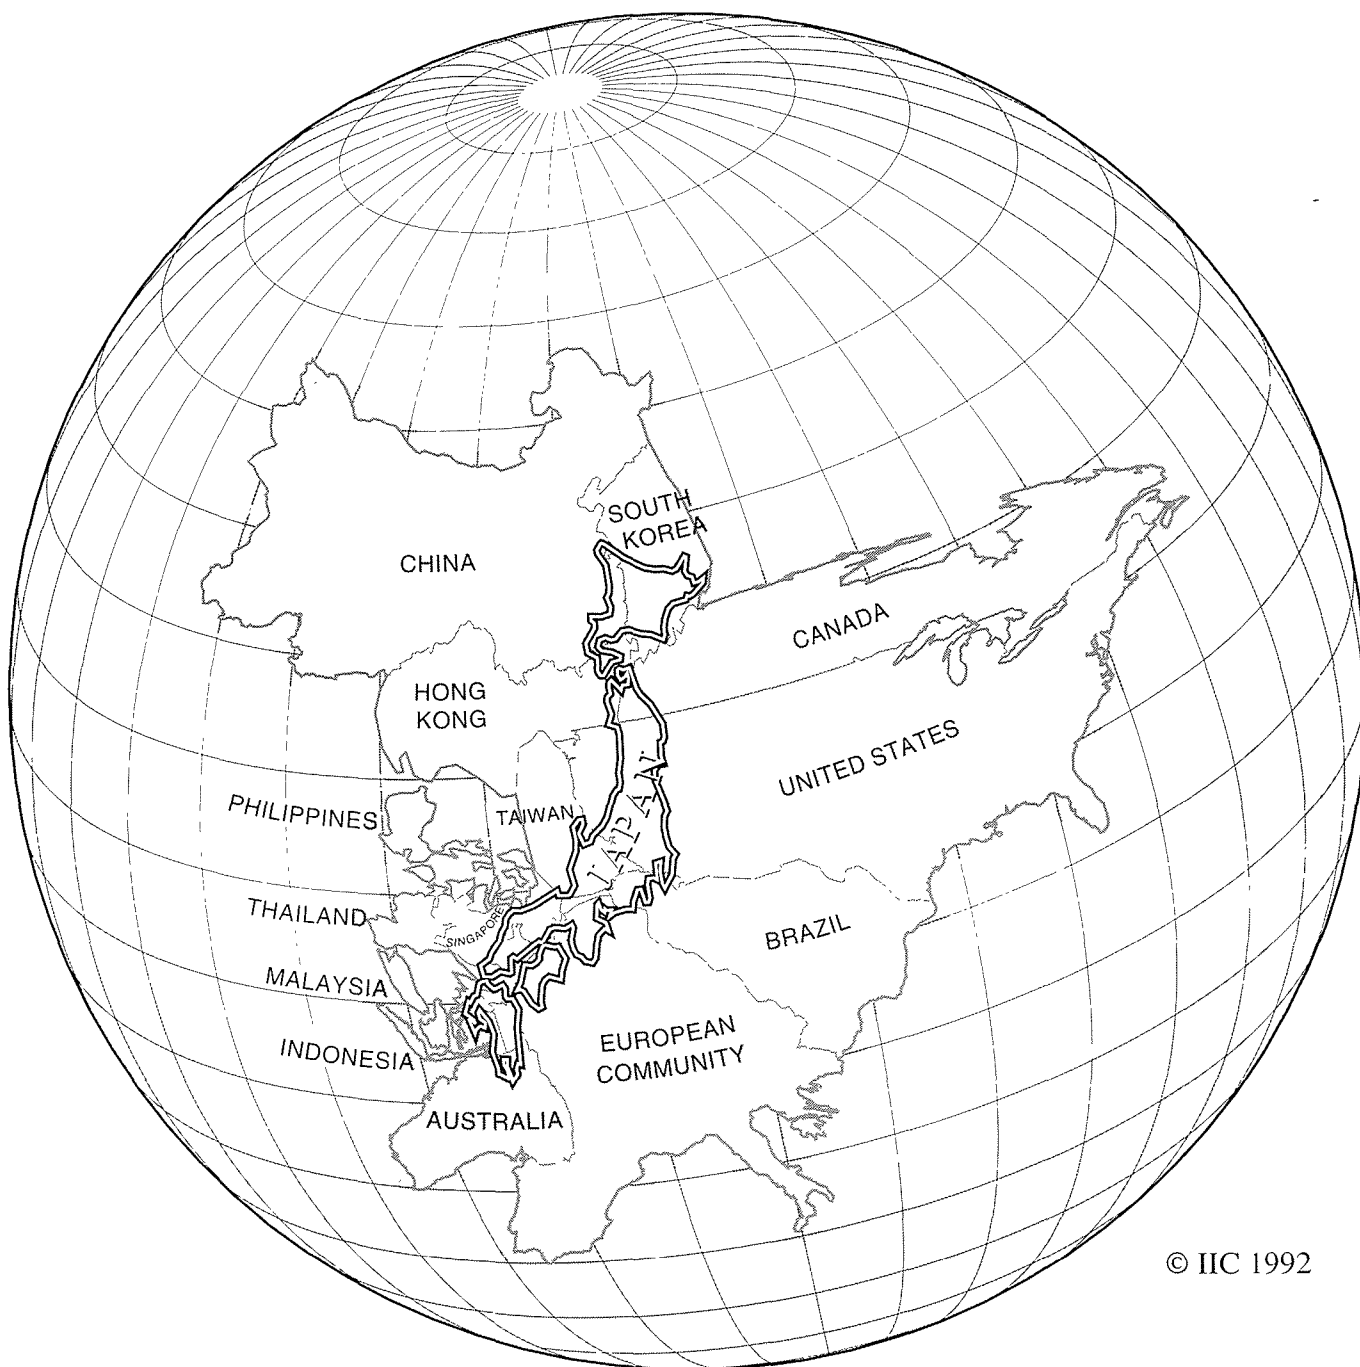 SOUTH
KOREA
CHINA
CANADA
HONG
KONG
UNITED STATES
PHILIPPINES
TAIWAN
JAPAN
THAILAND
SINGAPORE
BRAZIL
MALAYSIA
EUROPEAN
COMMUNITY
INDONESIA
AUSTRALIA
© IIC 1992